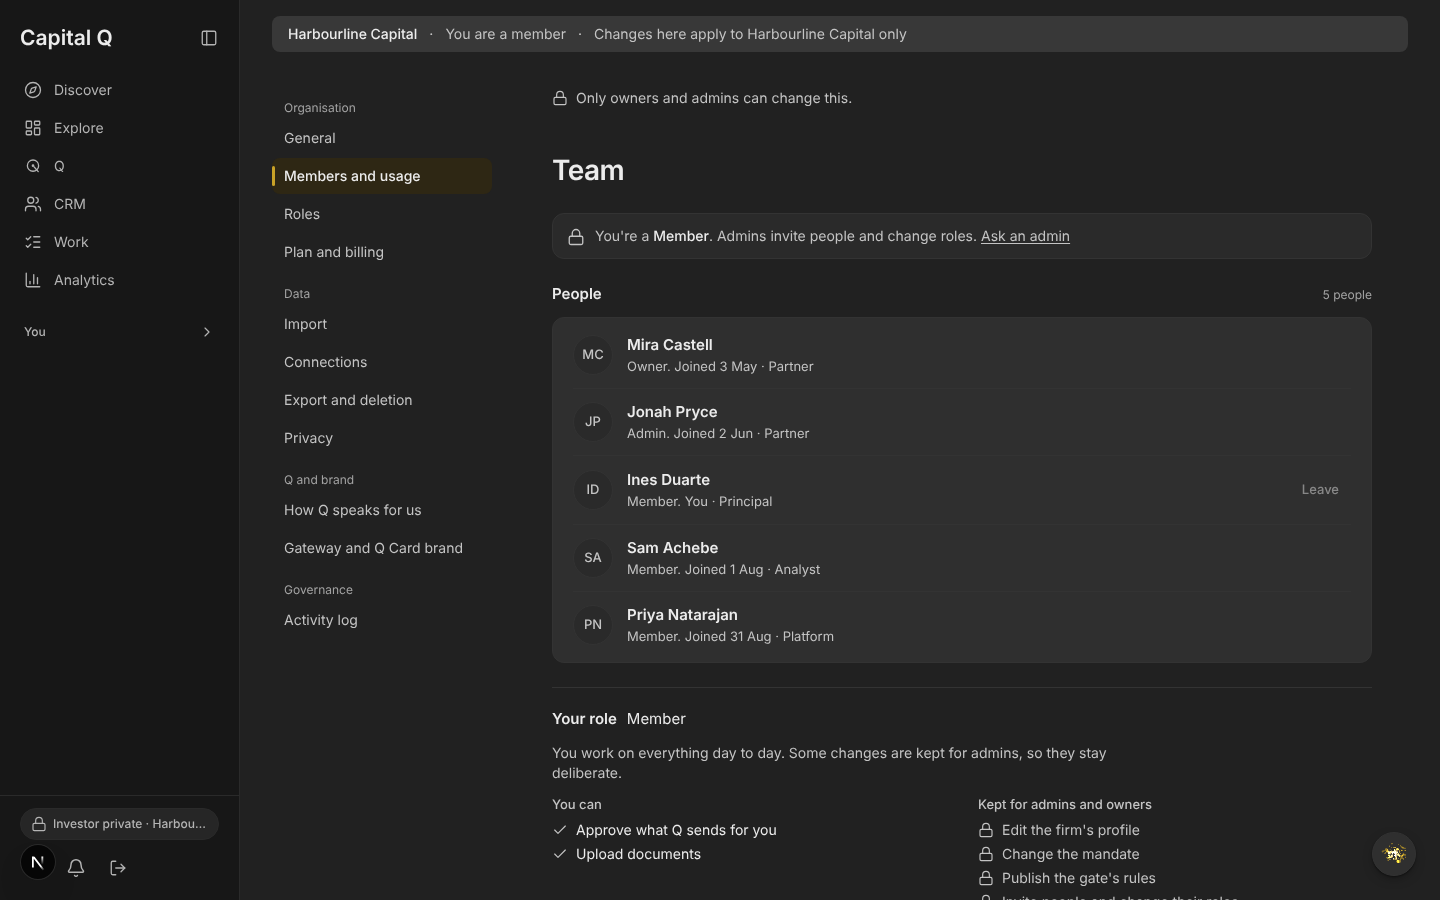 Capital Q
Discover
Explore
Q
CRM
Work
Analytics
You
Investor private · Harbou...
N
Harbourline Capital · You are a member · Changes here apply to Harbourline Capital only
Organisation
General
Members and usage
Roles
Plan and billing
Data
Import
Connections
Export and deletion
Privacy
Q and brand
How Q speaks for us
Gateway and Q Card brand
Governance
Activity log
Only owners and admins can change this.
Team
You're a Member. Admins invite people and change roles. Ask an admin
People
5 people
MC
Mira Castell
Owner. Joined 3 May · Partner
JP
Jonah Pryce
Admin. Joined 2 Jun · Partner
ID
Ines Duarte
Member. You · Principal
Leave
SA
Sam Achebe
Member. Joined 1 Aug · Analyst
PN
Priya Natarajan
Member. Joined 31 Aug · Platform
Your role Member
You work on everything day to day. Some changes are kept for admins, so they stay
deliberate.
You can
Approve what Q sends for you
Upload documents
Kept for admins and owners
Edit the firm's profile
Change the mandate
Publish the gate's rules